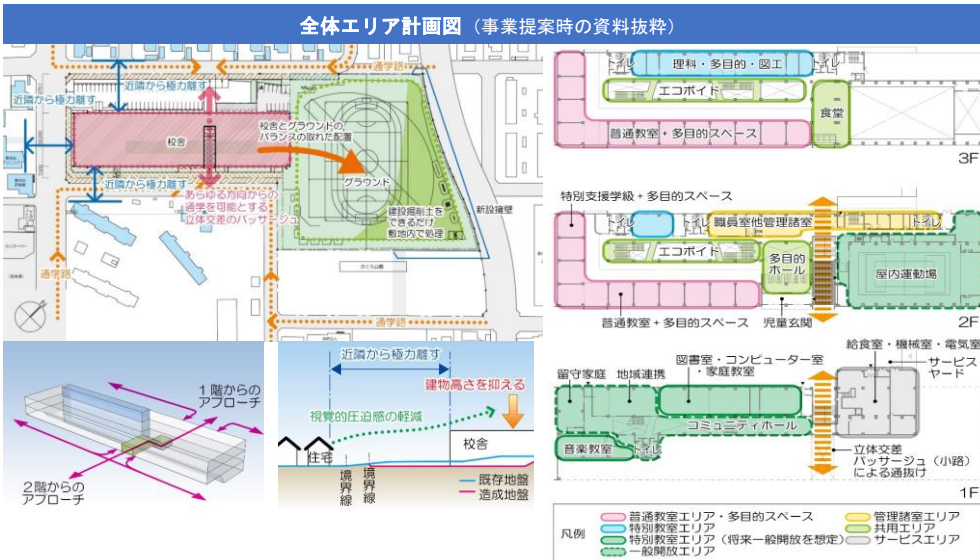 全体エリア計画図（事業提案時の資料抜粋）
通学路
近隣から極力離す
近隣から極力離す
校舎とグラウンドの
バランスの取れた配置
校舎
グラウンド
近隣から極力離す
あらゆる方向からの
通学を可能とする
立体交差のパッサージュ
建設掘削土を
できるだけ
敷地内で処理
新設擁壁
さくら公園
通学路
通学路
1階からの
アプローチ
2階からの
アプローチ
近隣から極力離す
建物高さを抑える
視覚的圧迫感の軽減
住宅
校舎
境界線
境界線
既存地盤
造成地盤
トイレ
理科・多目的・図工
トイレ
エコボイド
食堂
普通教室＋多目的スペース
3F
特別支援学級＋多目的スペース
トイレ
職員室他管理諸室
トイレ
エコボイド
多目的
ホール
屋内運動場
普通教室＋多目的スペース
児童玄関
2F
給食室・機械室・電気室
図書室・コンピューター室
・家庭教室
サービス
ヤード
留守家庭
地域連携
コミュニティホール
音楽教室
トイレ
立体交差
パッサージュ（小路）
による通抜け
1F
凡例
普通教室エリア・多目的スペース
管理諸室エリア
特別教室エリア
共用エリア
特別教室エリア（将来一般開放を想定）
サービスエリア
一般開放エリア